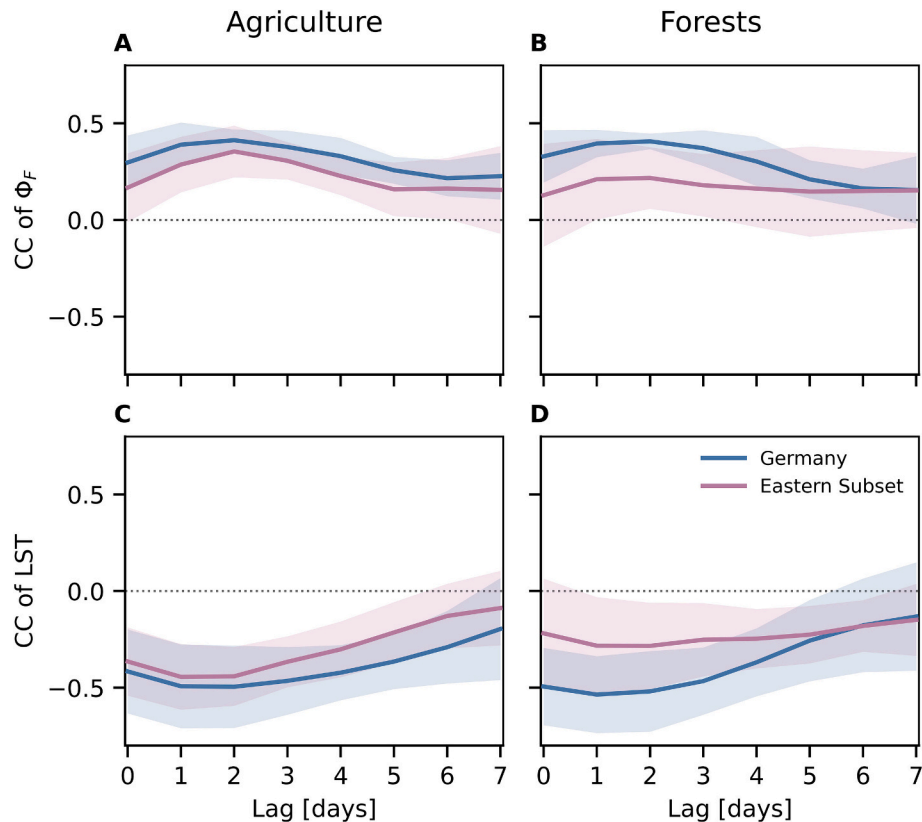 Agriculture
Forests
A
B
CC of Φ_F
0.5
0.0
−0.5
C
D
CC of LST
0.5
0.0
−0.5
Germany
Eastern Subset
0 1 2 3 4 5 6 7
0 1 2 3 4 5 6 7
Lag [days]
Lag [days]